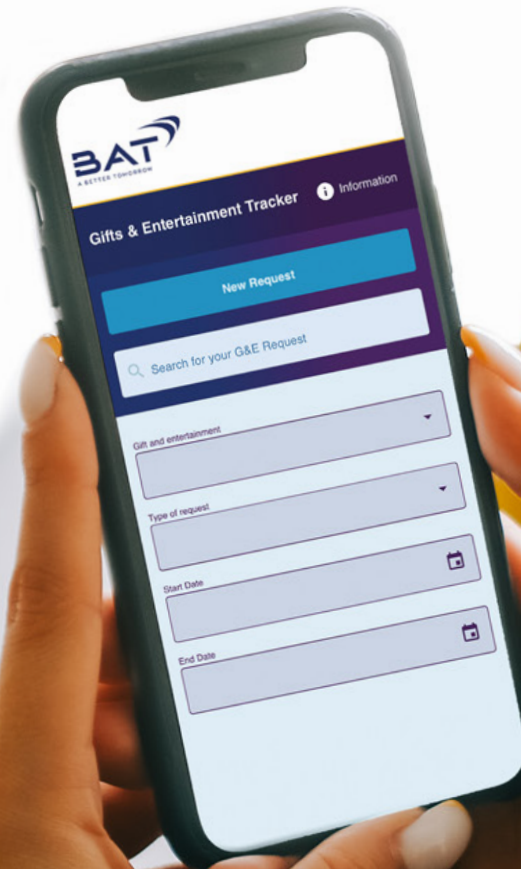 BAT
A BETTER TOMORROW
Gifts & Entertainment Tracker
Information
New Request
Search for your G&E Request
Gift and entertainment
Type of request
Start Date
End Date